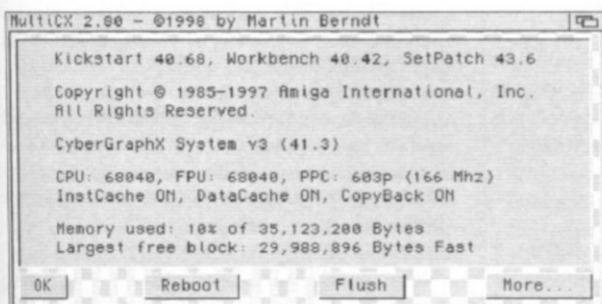 MultiCX 2.80 - ©1998 by Martin Berndt
Kickstart 40.68, Workbench 40.42, SetPatch 43.6
Copyright © 1985-1997 Amiga International, Inc.
All Rights Reserved.
CyberGraphX System v3 (41.3)
CPU: 68040, FPU: 68040, PPC: 603p (166 Mhz)
InstCache ON, DataCache ON, CopyBack ON
Memory used: 10% of 35,123,200 Bytes
Largest free block: 29,988,896 Bytes Fast
OK Reboot Flush More...